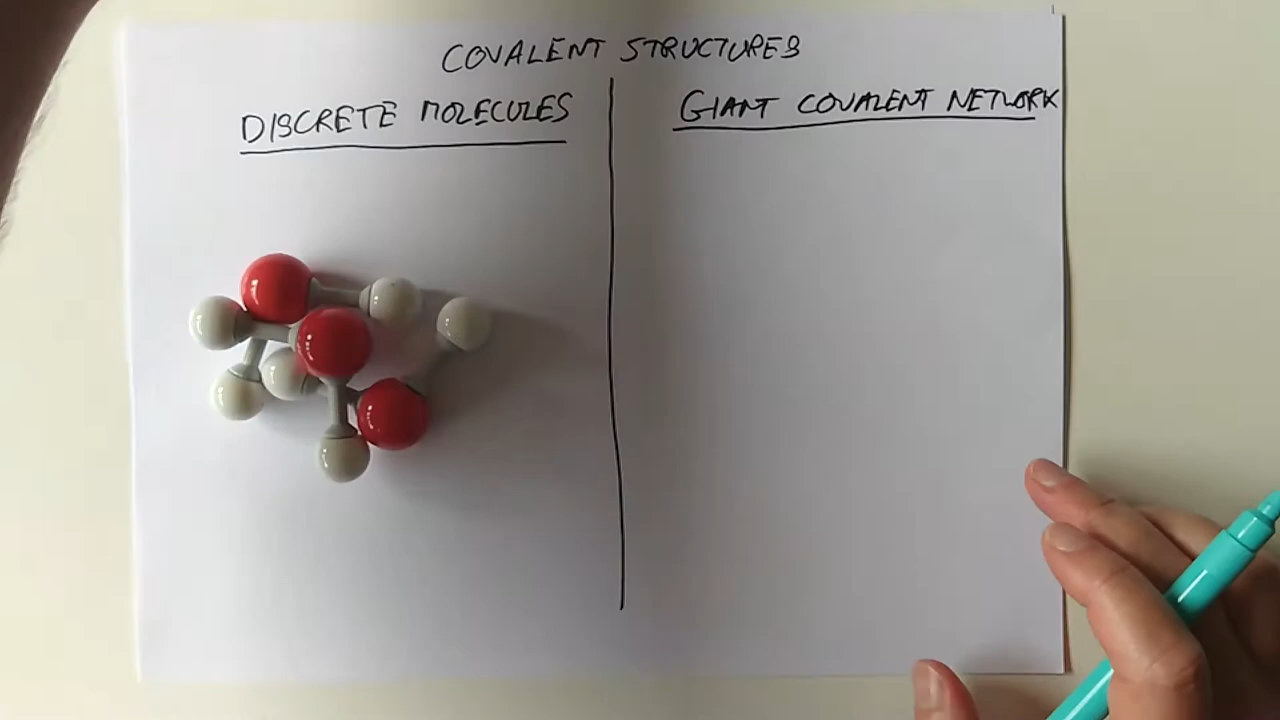 COVALENT STRUCTURES
DISCRETE MOLECULES
GIANT COVALENT NETWORK